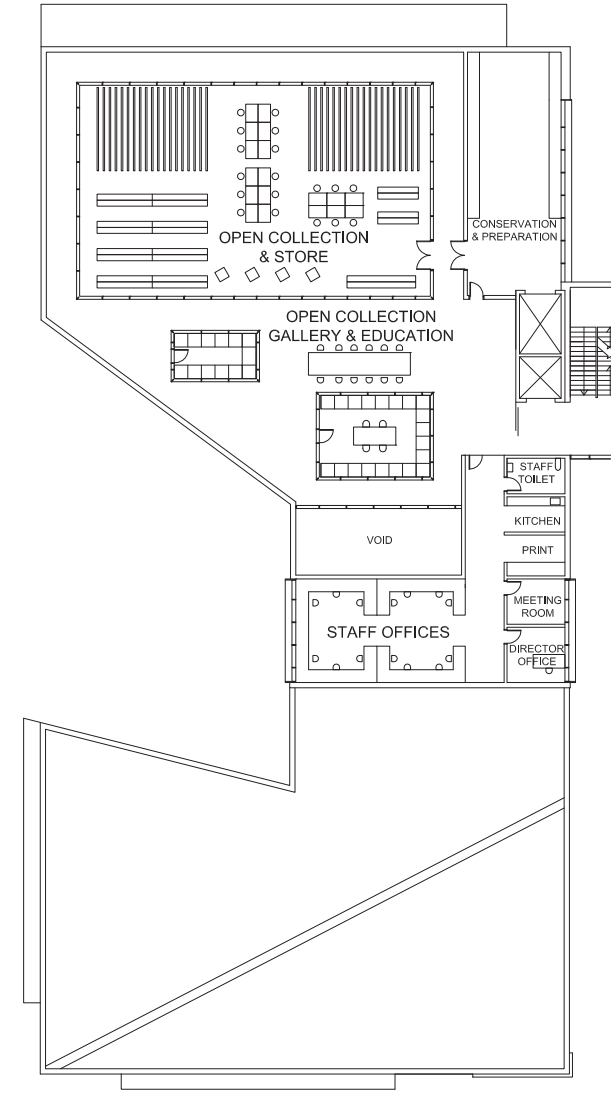 CONSERVATION
& PREPARATION
OPEN COLLECTION
& STORE
OPEN COLLECTION
GALLERY & EDUCATION
STAFF
TOILET
KITCHEN
VOID
PRINT
MEETING
ROOM
STAFF OFFICES
DIRECTOR
OFFICE